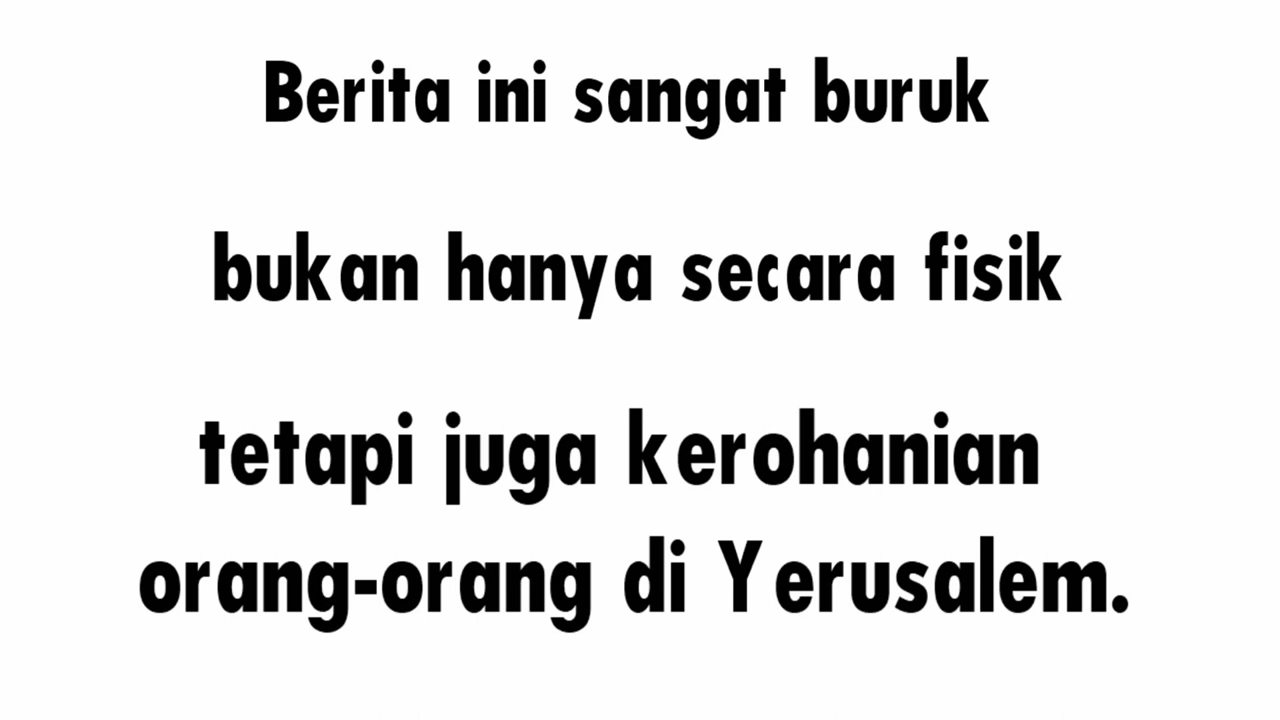 Berita ini sangat buruk
bukan hanya secara fisik
tetapi juga kerohanian
orang-orang di Yerusalem.